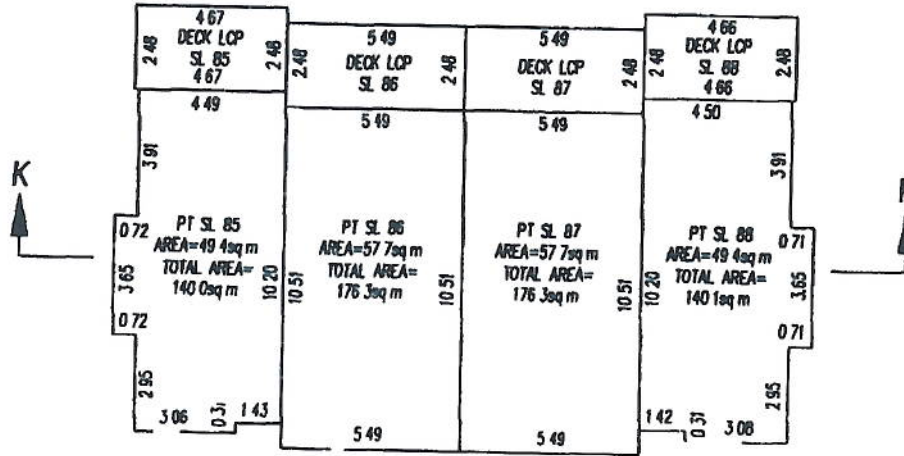 4 67
DECK LCP
SL 85
4 67
2 48
2 48
5 49
DECK LCP
SL 86
2 48
2 48
5 49
DECK LCP
SL 87
2 48
4 66
DECK LCP
SL 88
4 66
2 48
2 48
4 49
5 49
5 49
4 50
3 91
3 91
K
0 72
3 65
0 72
2 95
PT SL 85
AREA=49 4sq m
TOTAL AREA=
140 0sq m
10 20
10 51
PT SL 86
AREA=57 7sq m
TOTAL AREA=
176 3sq m
10 51
PT SL 87
AREA=57 7sq m
TOTAL AREA=
176 3sq m
10 51
10 20
PT SL 88
AREA=49 4sq m
TOTAL AREA=
140 1sq m
0 71
3.65
0 71
2 95
3 06
0 31
1 43
5 49
5 49
1 42
0 31
3 08